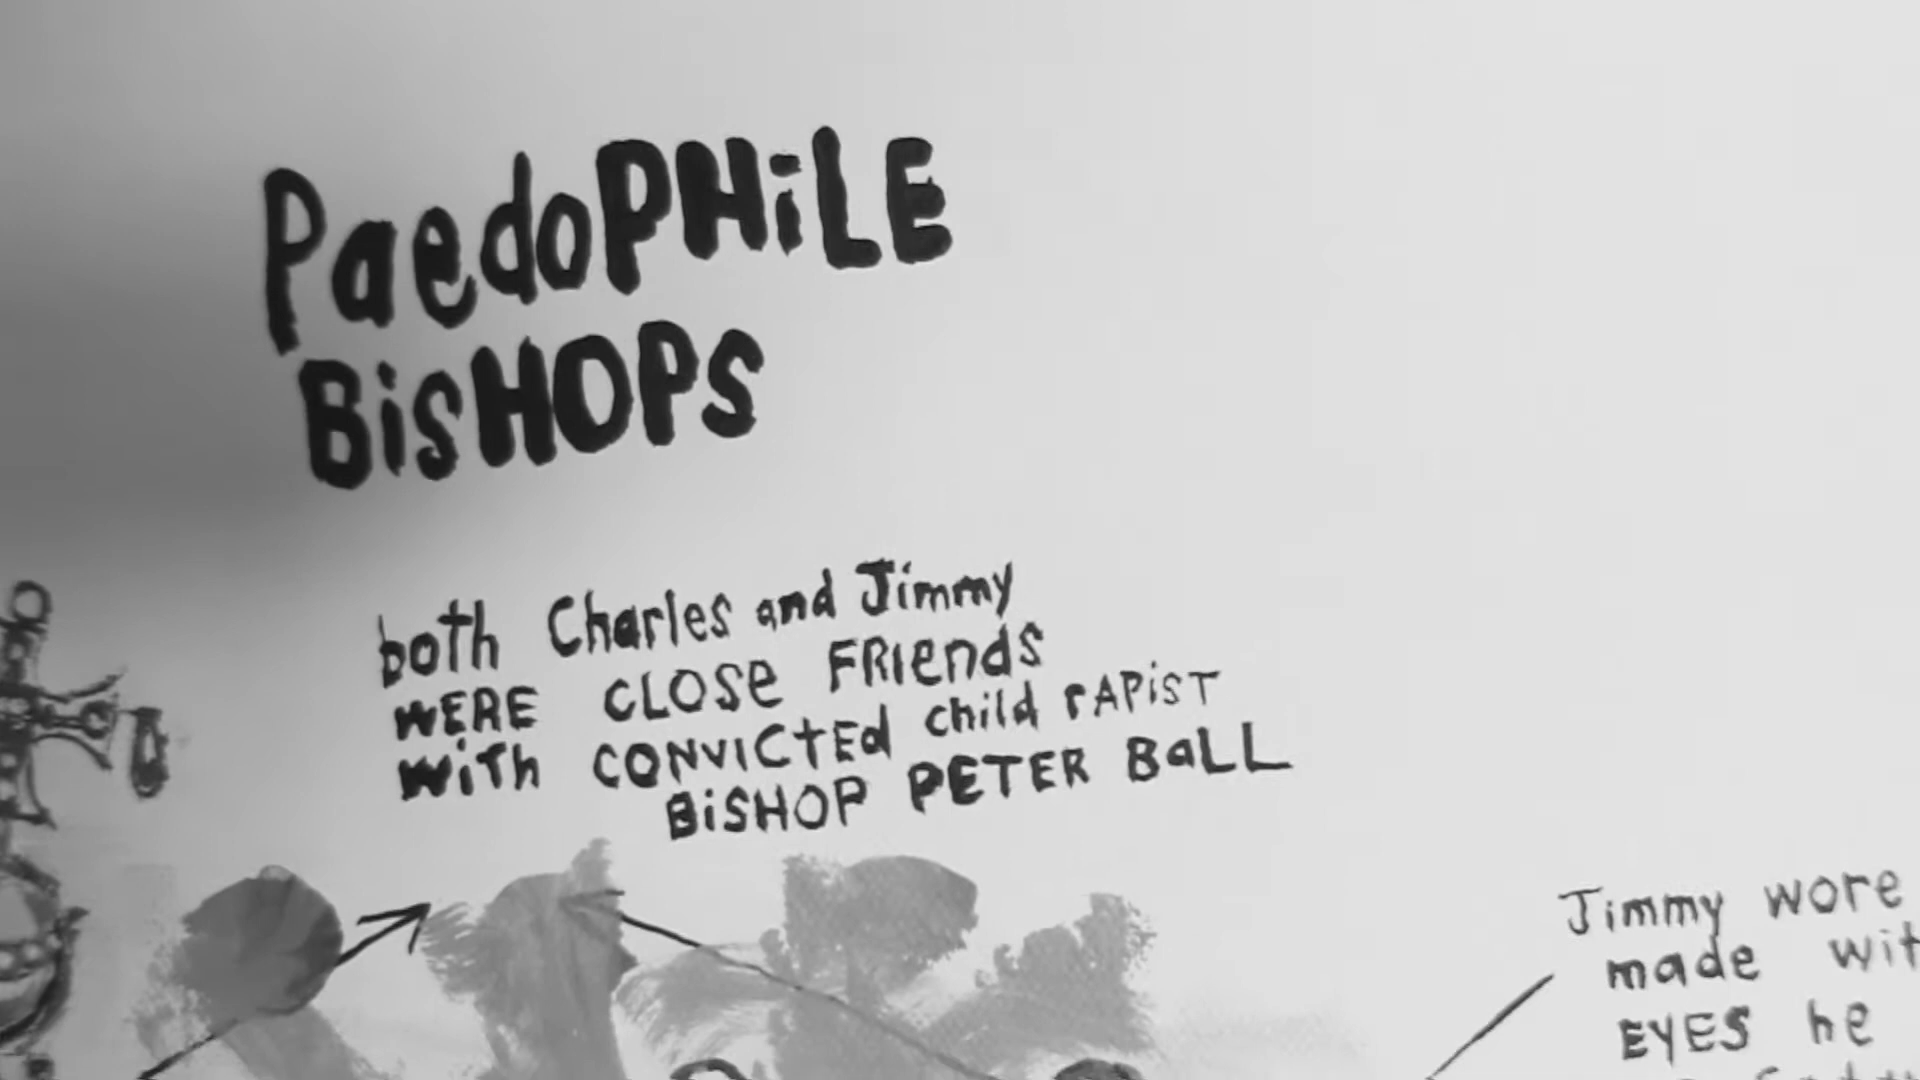 PaedoPHiLE
BisHOPS
both Charles and Jimmy
WERE CLOSe FRIends
WiTh CONVICTEd child rAPiST
BiSHOP PETER BaLL
Jimmy wore
made wit
EYES he